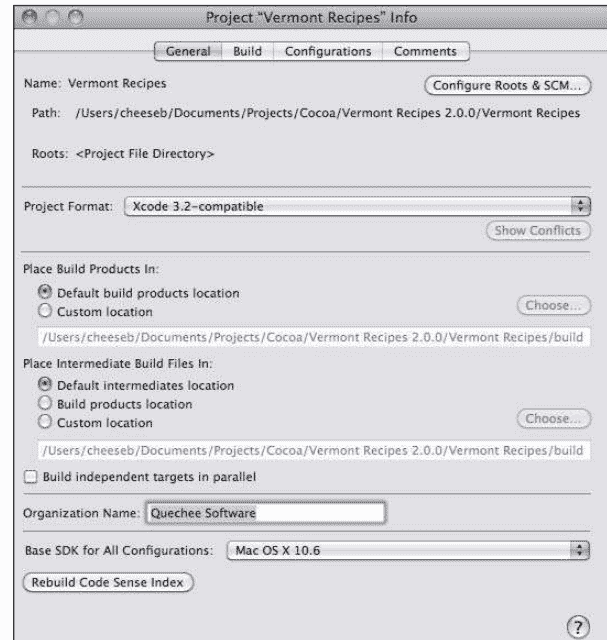 Project “Vermont Recipes” Info
General Build Configurations Comments
Name: Vermont Recipes Configure Roots & SCM...
Path: /Users/cheeseb/Documents/Projects/Cocoa/Vermont Recipes 2.0.0/Vermont Recipes
Roots: <Project File Directory>
Project Format: Xcode 3.2-compatible
Show Conflicts
Place Build Products In:
Default build products location
Custom location Choose...
/Users/cheeseb/Documents/Projects/Cocoa/Vermont Recipes 2.0.0/Vermont Recipes/build
Place Intermediate Build Files In:
Default intermediates location
Build products location
Custom location Choose...
/Users/cheeseb/Documents/Projects/Cocoa/Vermont Recipes 2.0.0/Vermont Recipes/build
Build independent targets in parallel
Organization Name: Quechee Software
Base SDK for All Configurations: Mac OS X 10.6
Rebuild Code Sense Index
?